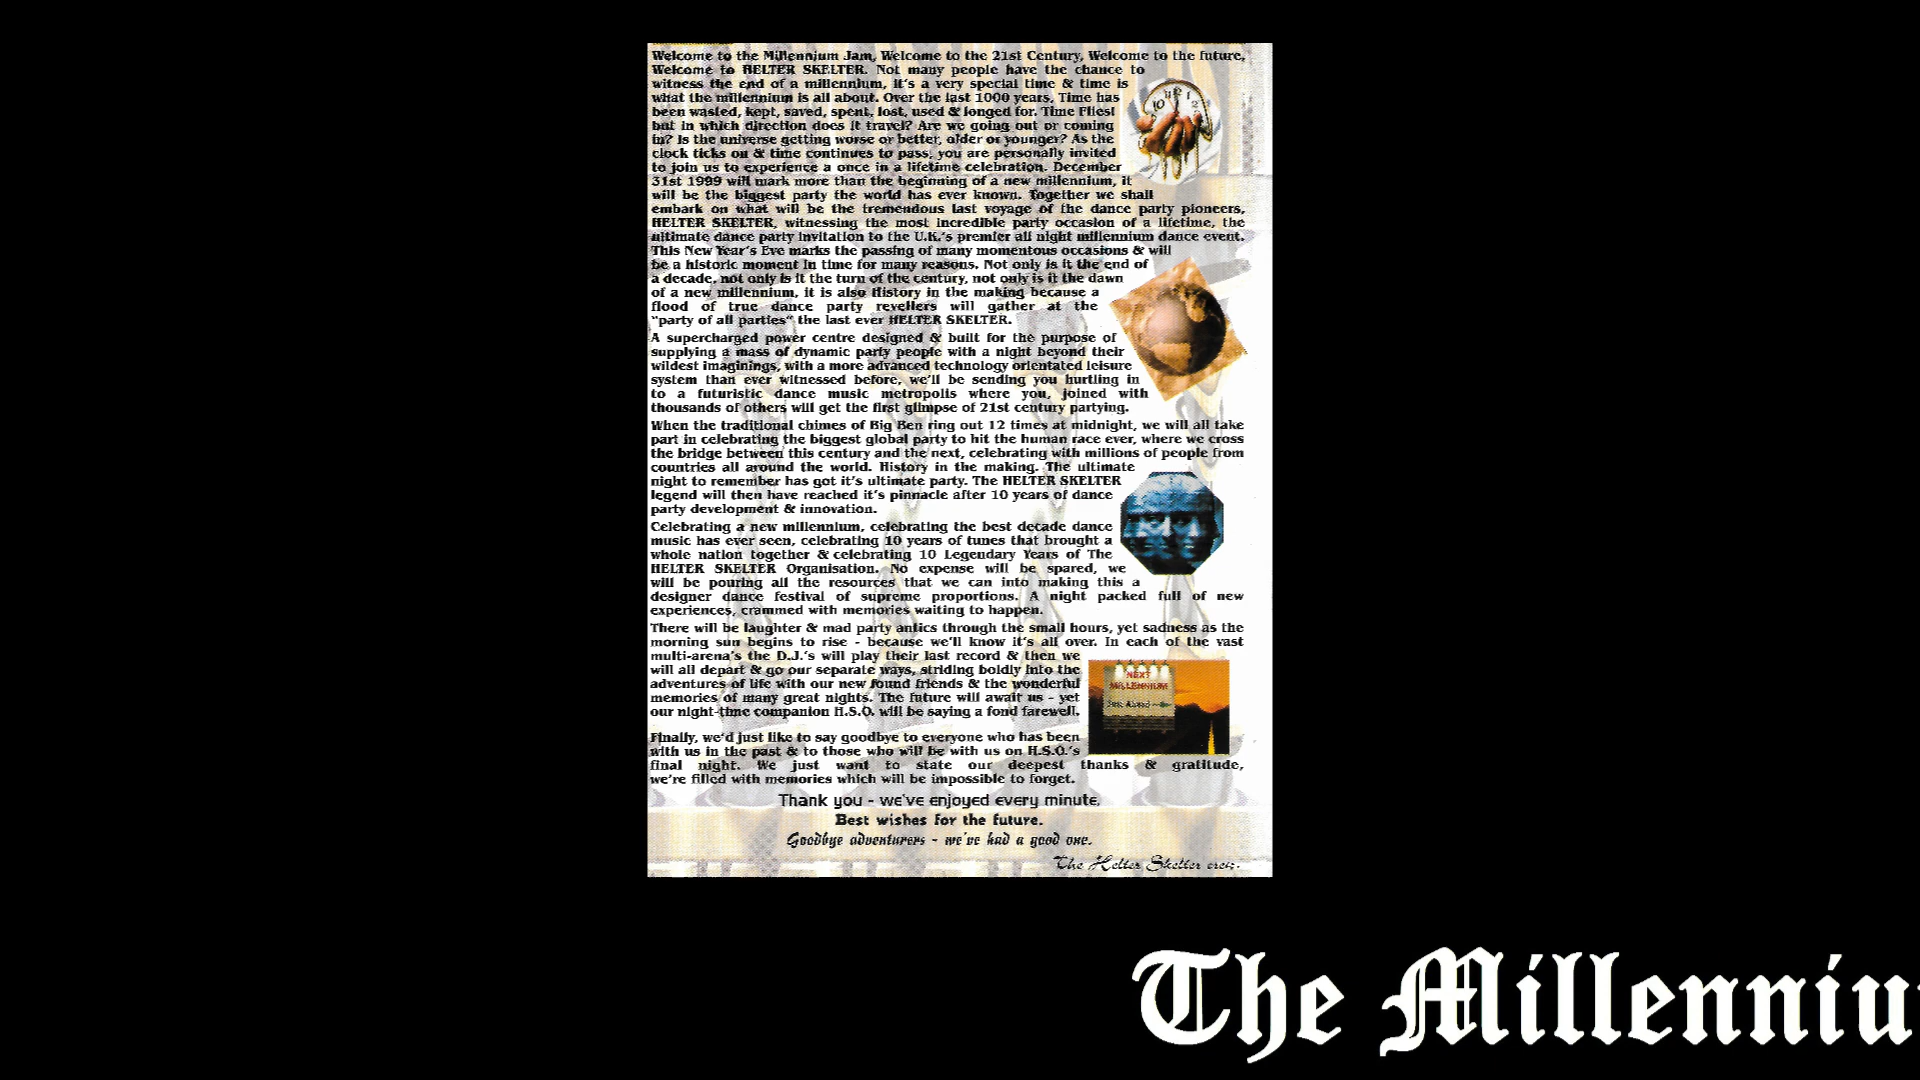 Welcome to the Millennium Jam, Welcome to the 21st Century, Welcome to the future,
Welcome to HELTER SKELTER. Not many people have the chance to
witness the end of a millennium, it's a very special time & time is
what the millennium is all about. Over the last 1000 years, Time has
been wasted, kept, saved, spent, lost, used & longed for. Time Flies!
but in which direction does it travel? Are we going out or coming
in? Is the universe getting worse or better, older or younger? As the
clock ticks on & time continues to pass, you are personally invited
to join us to experience a once in a lifetime celebration. December
31st 1999 will mark more than the beginning of a new millennium, it
will be the biggest party the world has ever known. Together we shall
embark on what will be the tremendous last voyage of the dance party pioneers,
HELTER SKELTER, witnessing the most incredible party occasion of a lifetime, the
ultimate dance party invitation to the U.K.'s premier all night millennium dance event.
This New Year's Eve marks the passing of many momentous occasions & will
be a historic moment in time for many reasons. Not only is it the end of
a decade, not only is it the turn of the century, not only is it the dawn
of a new millennium, it is also History in the making because a
flood of true dance party revellers will gather at the
"party of all parties" the last ever HELTER SKELTER.
A supercharged power centre designed & built for the purpose of
supplying a mass of dynamic party people with a night beyond their
wildest imaginings, with a more advanced technology orientated leisure
system than ever witnessed before, we'll be sending you hurtling in
to a futuristic dance music metropolis where you, joined with
thousands of others will get the first glimpse of 21st century partying.
When the traditional chimes of Big Ben ring out 12 times at midnight, we will all take
part in celebrating the biggest global party to hit the human race ever, where we cross
the bridge between this century and the next, celebrating with millions of people from
countries all around the world. History in the making. The ultimate
night to remember has got it's ultimate party. The HELTER SKELTER
legend will then have reached it's pinnacle after 10 years of dance
party development & innovation.
Celebrating a new millennium, celebrating the best decade dance
music has ever seen, celebrating 10 years of tunes that brought a
whole nation together & celebrating 10 Legendary Years of The
HELTER SKELTER Organisation. No expense will be spared, we
will be pouring all the resources that we can into making this a
designer dance festival of supreme proportions. A night packed full of new
experiences, crammed with memories waiting to happen.
There will be laughter & mad party antics through the small hours, yet sadness as the
morning sun begins to rise - because we'll know it's all over. In each of the vast
multi-arena's the D.J.'s will play their last record & then we
will all depart & go our separate ways, striding boldly into the
adventures of life with our new found friends & the wonderful
memories of many great nights. The future will await us - yet
our night-time companion H.S.O. will be saying a fond farewell.
NEXT
MILLENNIUM
Just Ahead
Finally, we'd just like to say goodbye to everyone who has been
with us in the past & to those who will be with us on H.S.O.'s
final night. We just want to state our deepest thanks & gratitude,
we're filled with memories which will be impossible to forget.
Thank you - we've enjoyed every minute.
Best wishes for the future.
Goodbye adventurers - we've had a good one.
The Helter Skelter crew.
The Millenniu